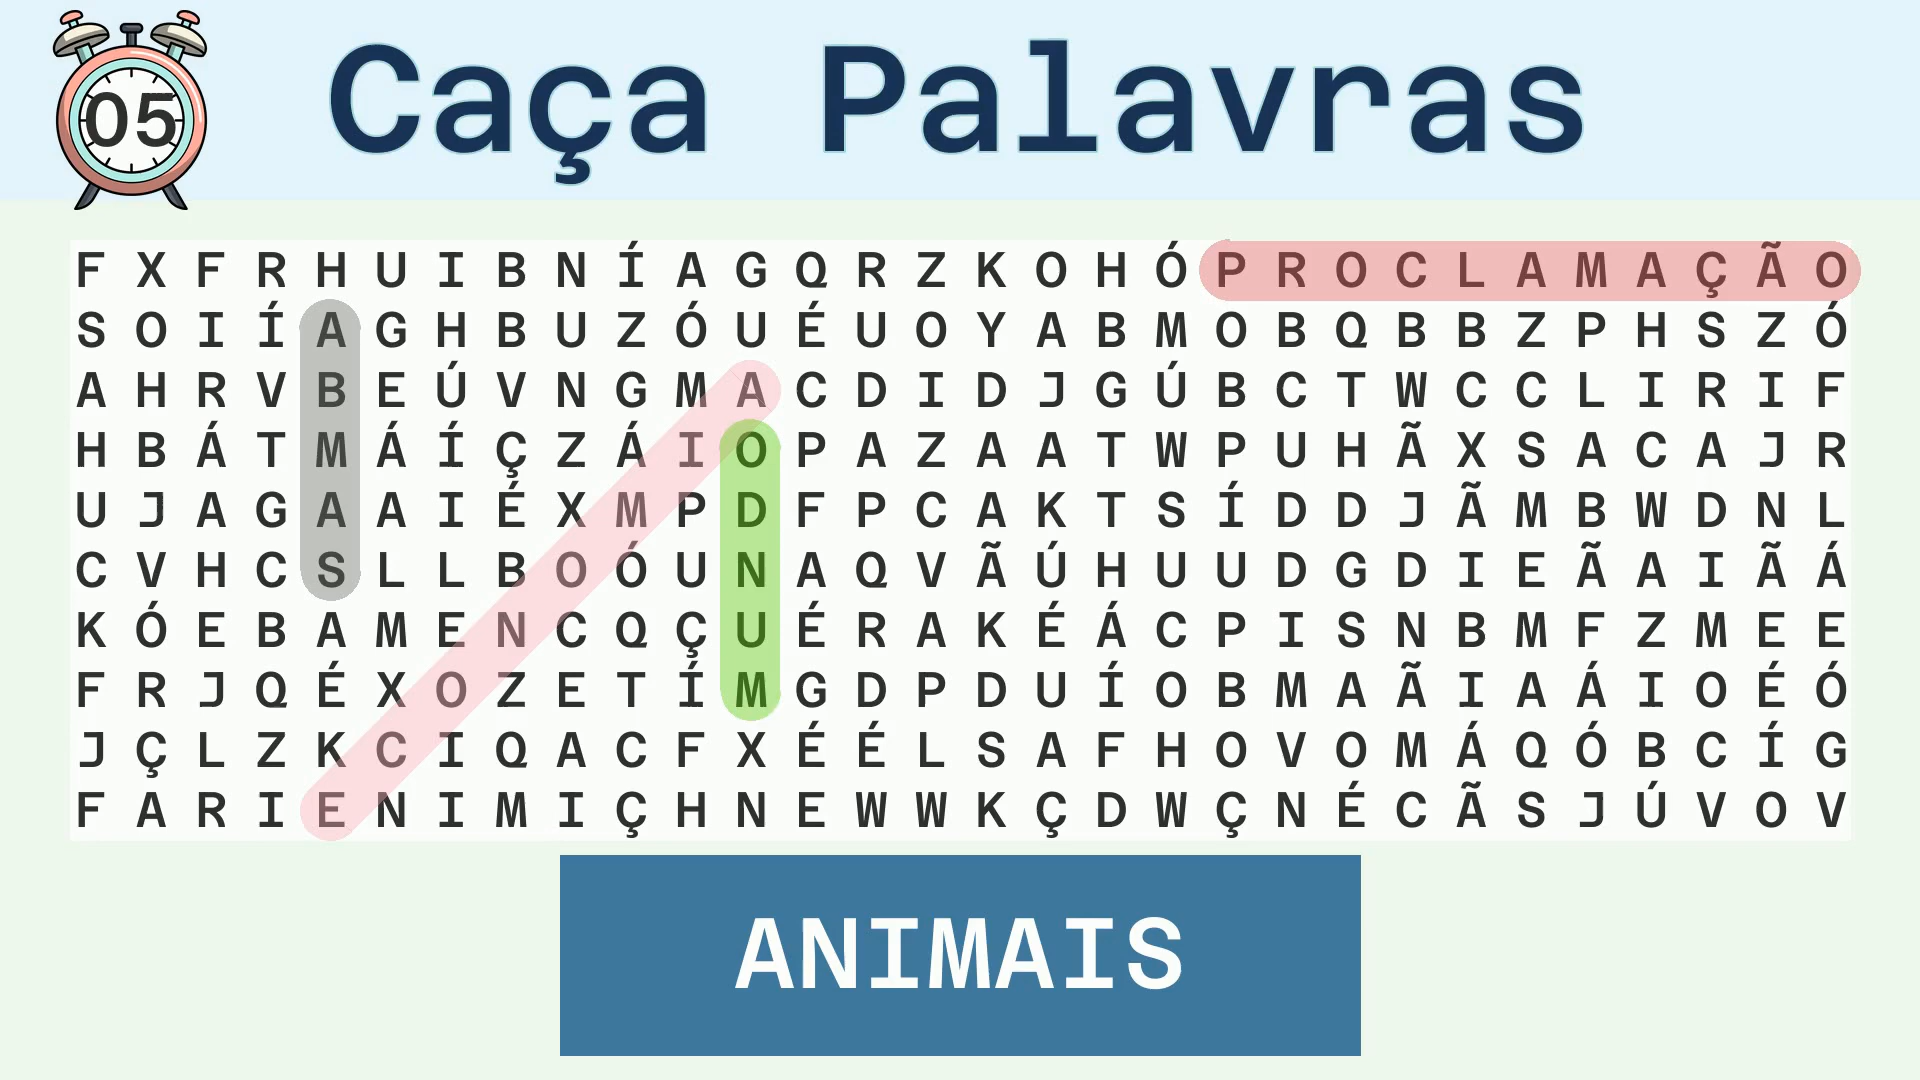 05
Caça Palavras
F X F R H U I B N Í A G Q R Z K O H Ó P R O C L A M A Ç Ã O
S O I Í A G H B U Z Ó U É U O Y A B M O B Q B B Z P H S Z Ó
A H R V B E Ú V N G M A C D I D J G Ú B C T W C C L I R I F
H B Á T M Á Í Ç Z Á I O P A Z A A T W P U H Ã X S A C A J R
U J A G A A I É X M P D F P C A K T S Í D D J Ã M B W D N L
C V H C S L L B O Ó U N A Q V Ã Ú H U U D G D I E Ã A I Ã Á
K Ó E B A M E N C Q Ç U É R A K É Á C P I S N B M F Z M E E
F R J Q É X O Z E T Í M G D P D U Í O B M A Ã I A Á I O É Ó
J Ç L Z K C I Q A C F X É É L S A F H O V O M Á Q Ó B C Í G
F A R I E N I M I Ç H N E W W K Ç D W Ç N É C Ã S J Ú V O V
ANIMAIS